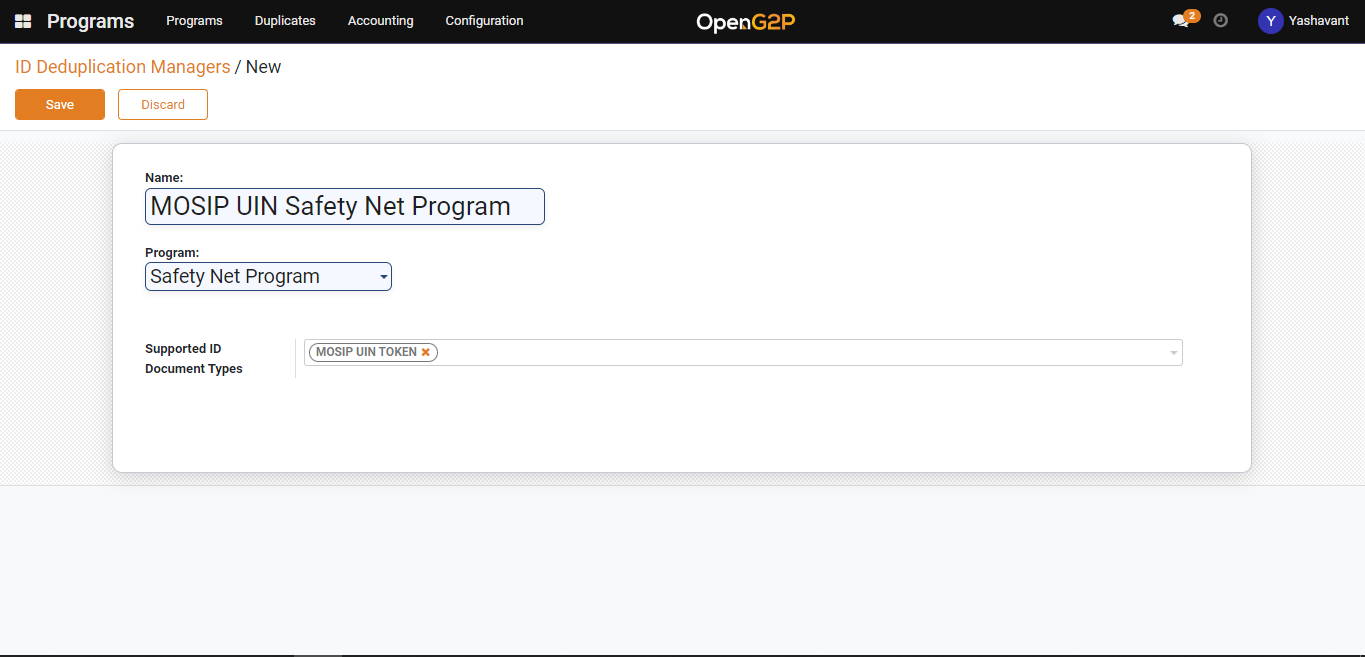 Programs Programs Duplicates Accounting Configuration OpenG2P 2 Y Yashavant
ID Deduplication Managers / New
Save Discard
Name:
MOSIP UIN Safety Net Program
Program:
Safety Net Program
Supported ID
Document Types
MOSIP UIN TOKEN